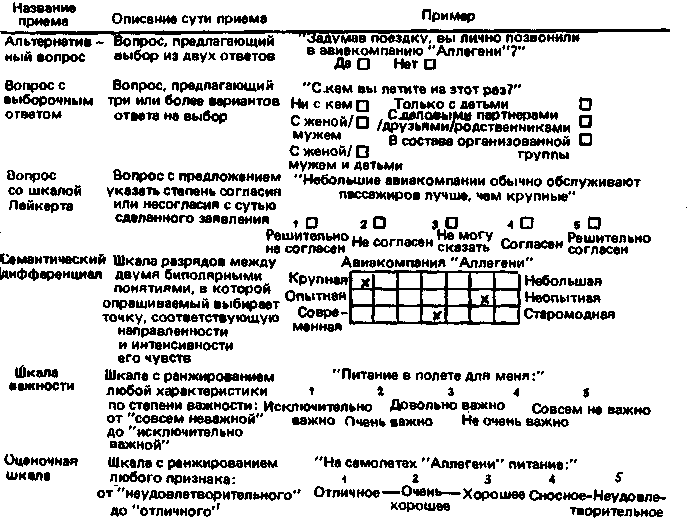 Название приема Описание сути приема Пример
Альтернатив- Вопрос, предлагающий "Задумав поездку, вы лично позвонили
ный вопрос выбор из двух ответов в авиакомпанию "Аллегени"?"
Да Нет
Вопрос с Вопрос, предлагающий "С кем вы летите на этот раз?"
выборочным три или более вариантов Ни с кем Только с детьми
ответом ответа на выбор С женой/ С деловыми партнерами
мужем /друзьями/родственниками
С женой/ В составе организованной
мужем и детьми группы
Вопрос Вопрос с предложением "Небольшие авиакомпании обычно обслуживают
со шкалой указать степень согласия пассажиров лучше, чем крупные"
Лейкерта или несогласия с сутью
сделанного заявления 1 2 3 4 5
Решительно Не согласен Не могу Согласен Решительно
не согласен сказать согласен
Семантический Шкала разрядов между Авиакомпания "Аллегени"
дифференциал двумя биполярными Крупная x Небольшая
понятиями, в которой Опытная x Неопытная
опрашиваемый выбирает Совре- x Старомодная
точку, соответствующую менная
направленности
и интенсивности
его чувств
Шкала Шкала с ранжированием "Питание в полете для меня:"
важности любой характеристики 1 2 3 4 5
по степени важности: Исключительно Довольно важно Совсем не важно
от "совсем неважной" важно Очень важно Не очень важно
до "исключительно
важной"
Оценочная Шкала с ранжированием "На самолетах "Аллегени" питание:"
шкала любого признака: 1 2 3 4 5
от "неудовлетворительного" Отличное—Очень—Хорошее Сносное-Неудовле-
до "отличного" хорошее творительное